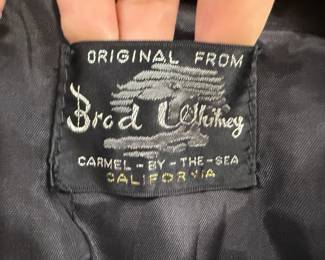 ORIGINAL FROM
Brad Whitney
CARMEL-BY-THE-SEA
CALIFORNIA